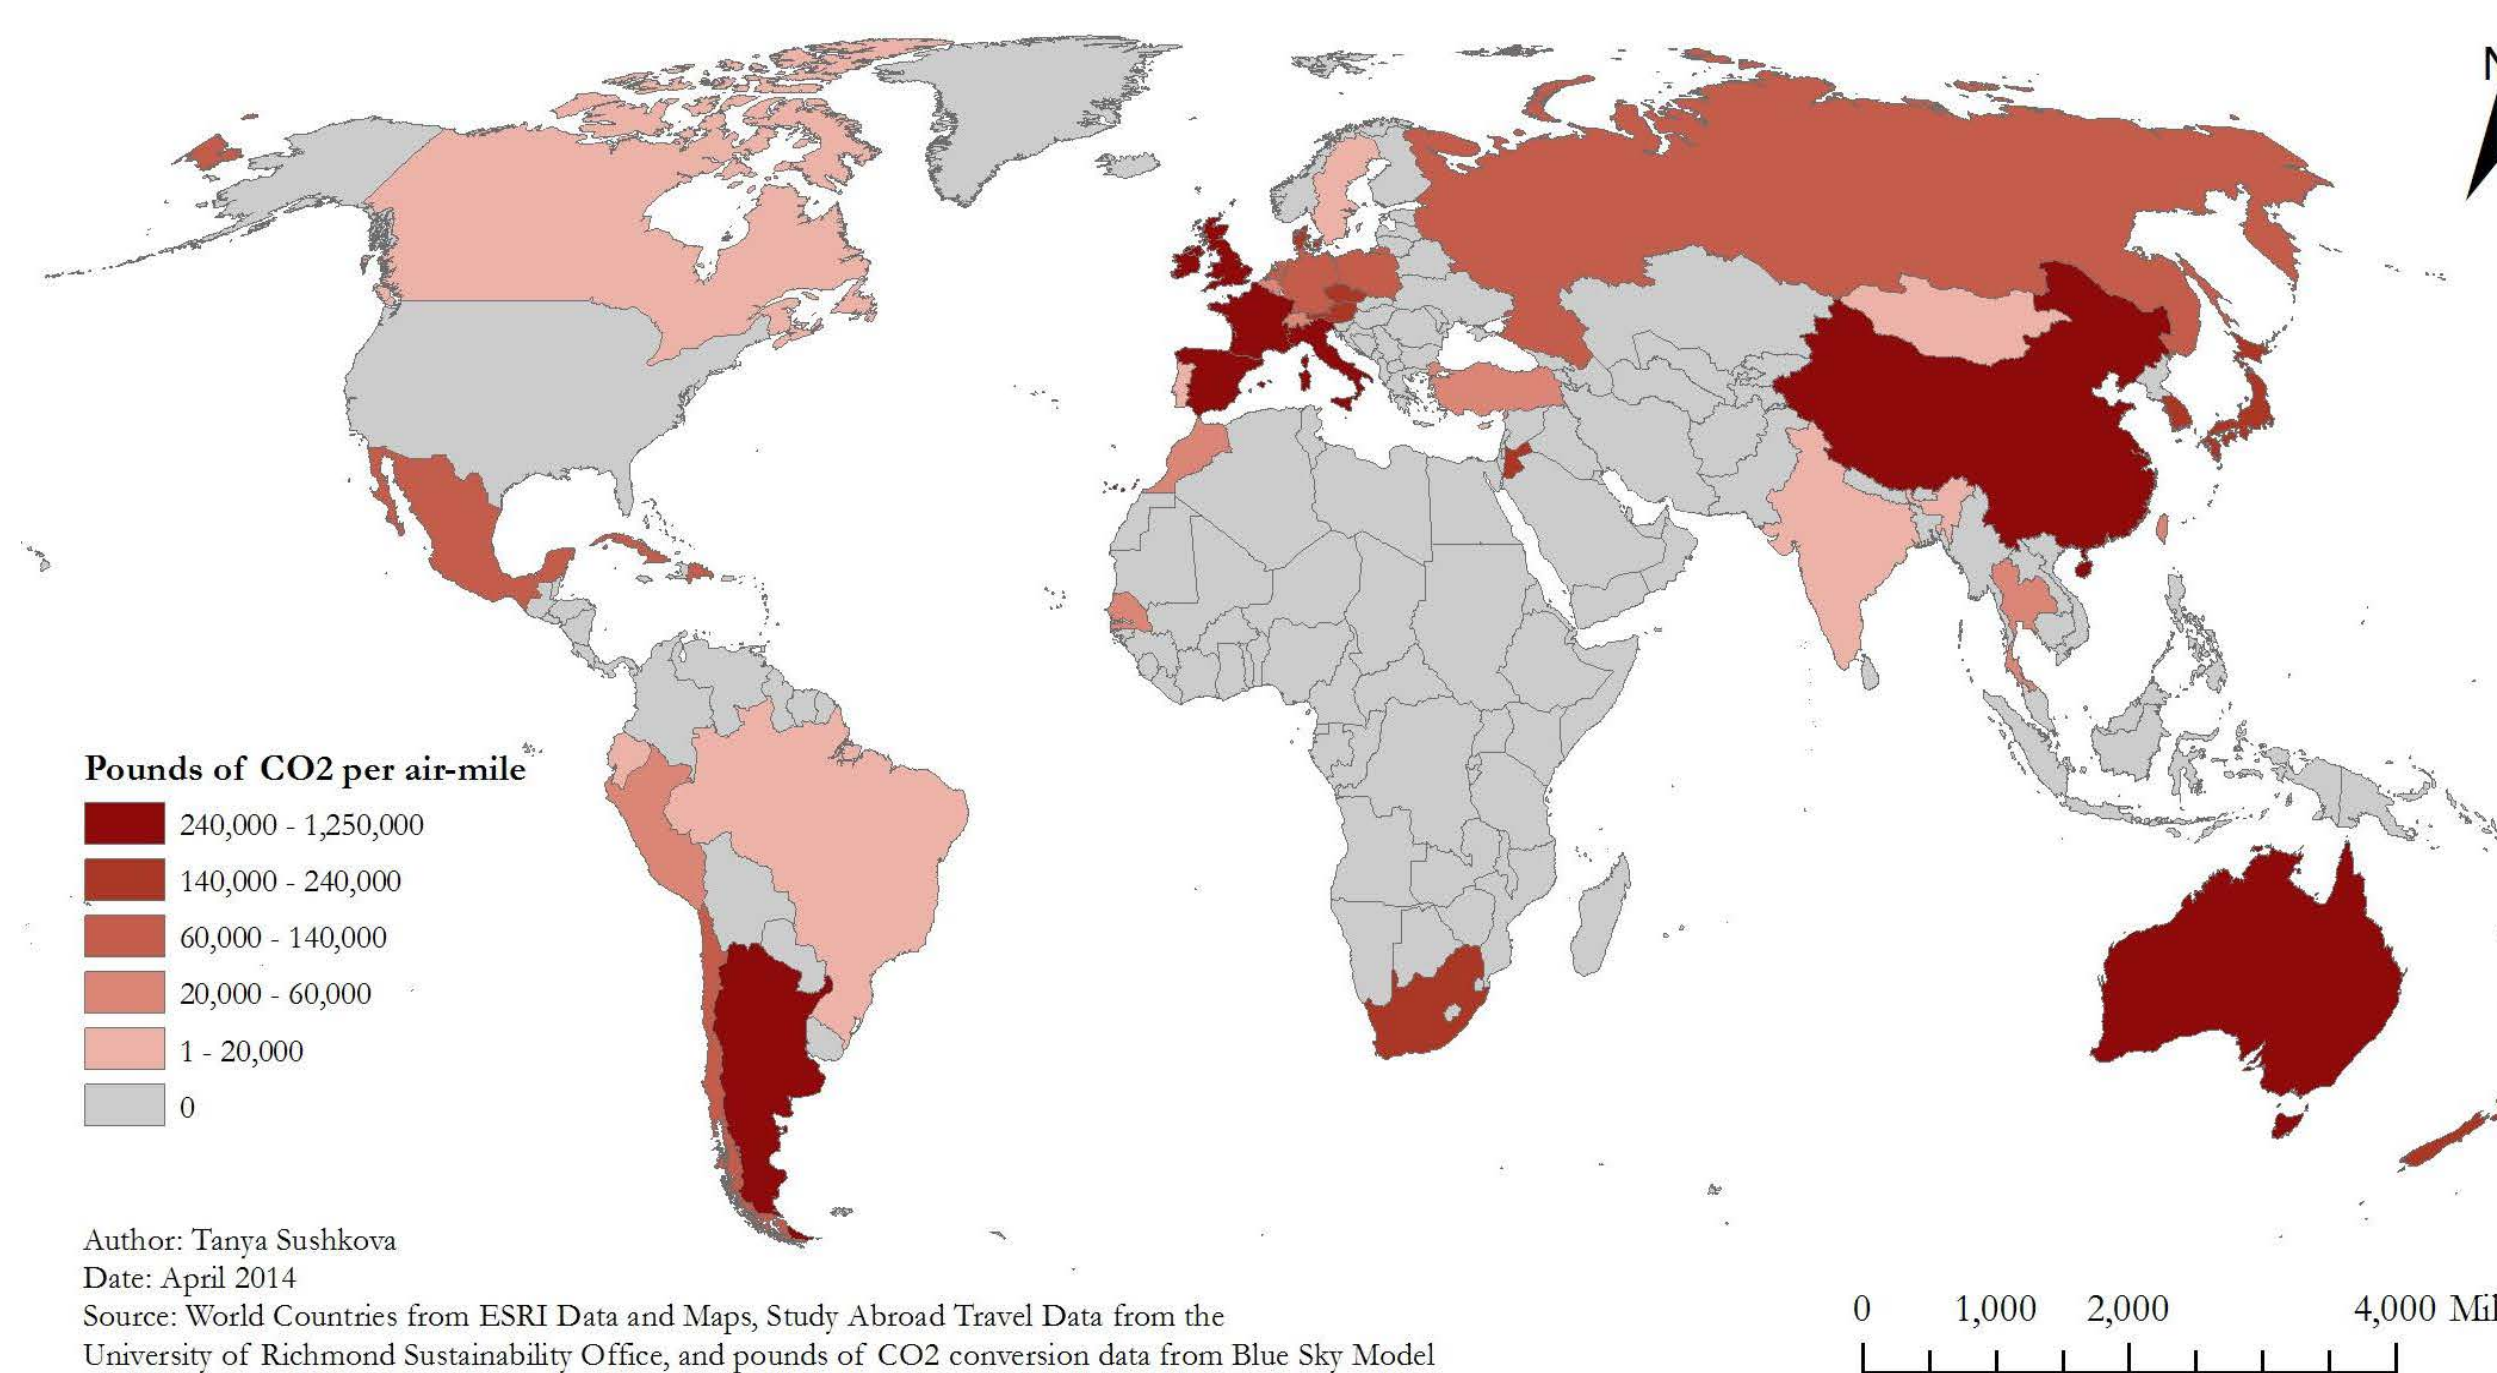 N
Pounds of CO2 per air-mile
240,000 - 1,250,000
140,000 - 240,000
60,000 - 140,000
20,000 - 60,000
1 - 20,000
0
Author: Tanya Sushkova
Date: April 2014
Source: World Countries from ESRI Data and Maps, Study Abroad Travel Data from the
University of Richmond Sustainability Office, and pounds of CO2 conversion data from Blue Sky Model
0 1,000 2,000 4,000 Mil